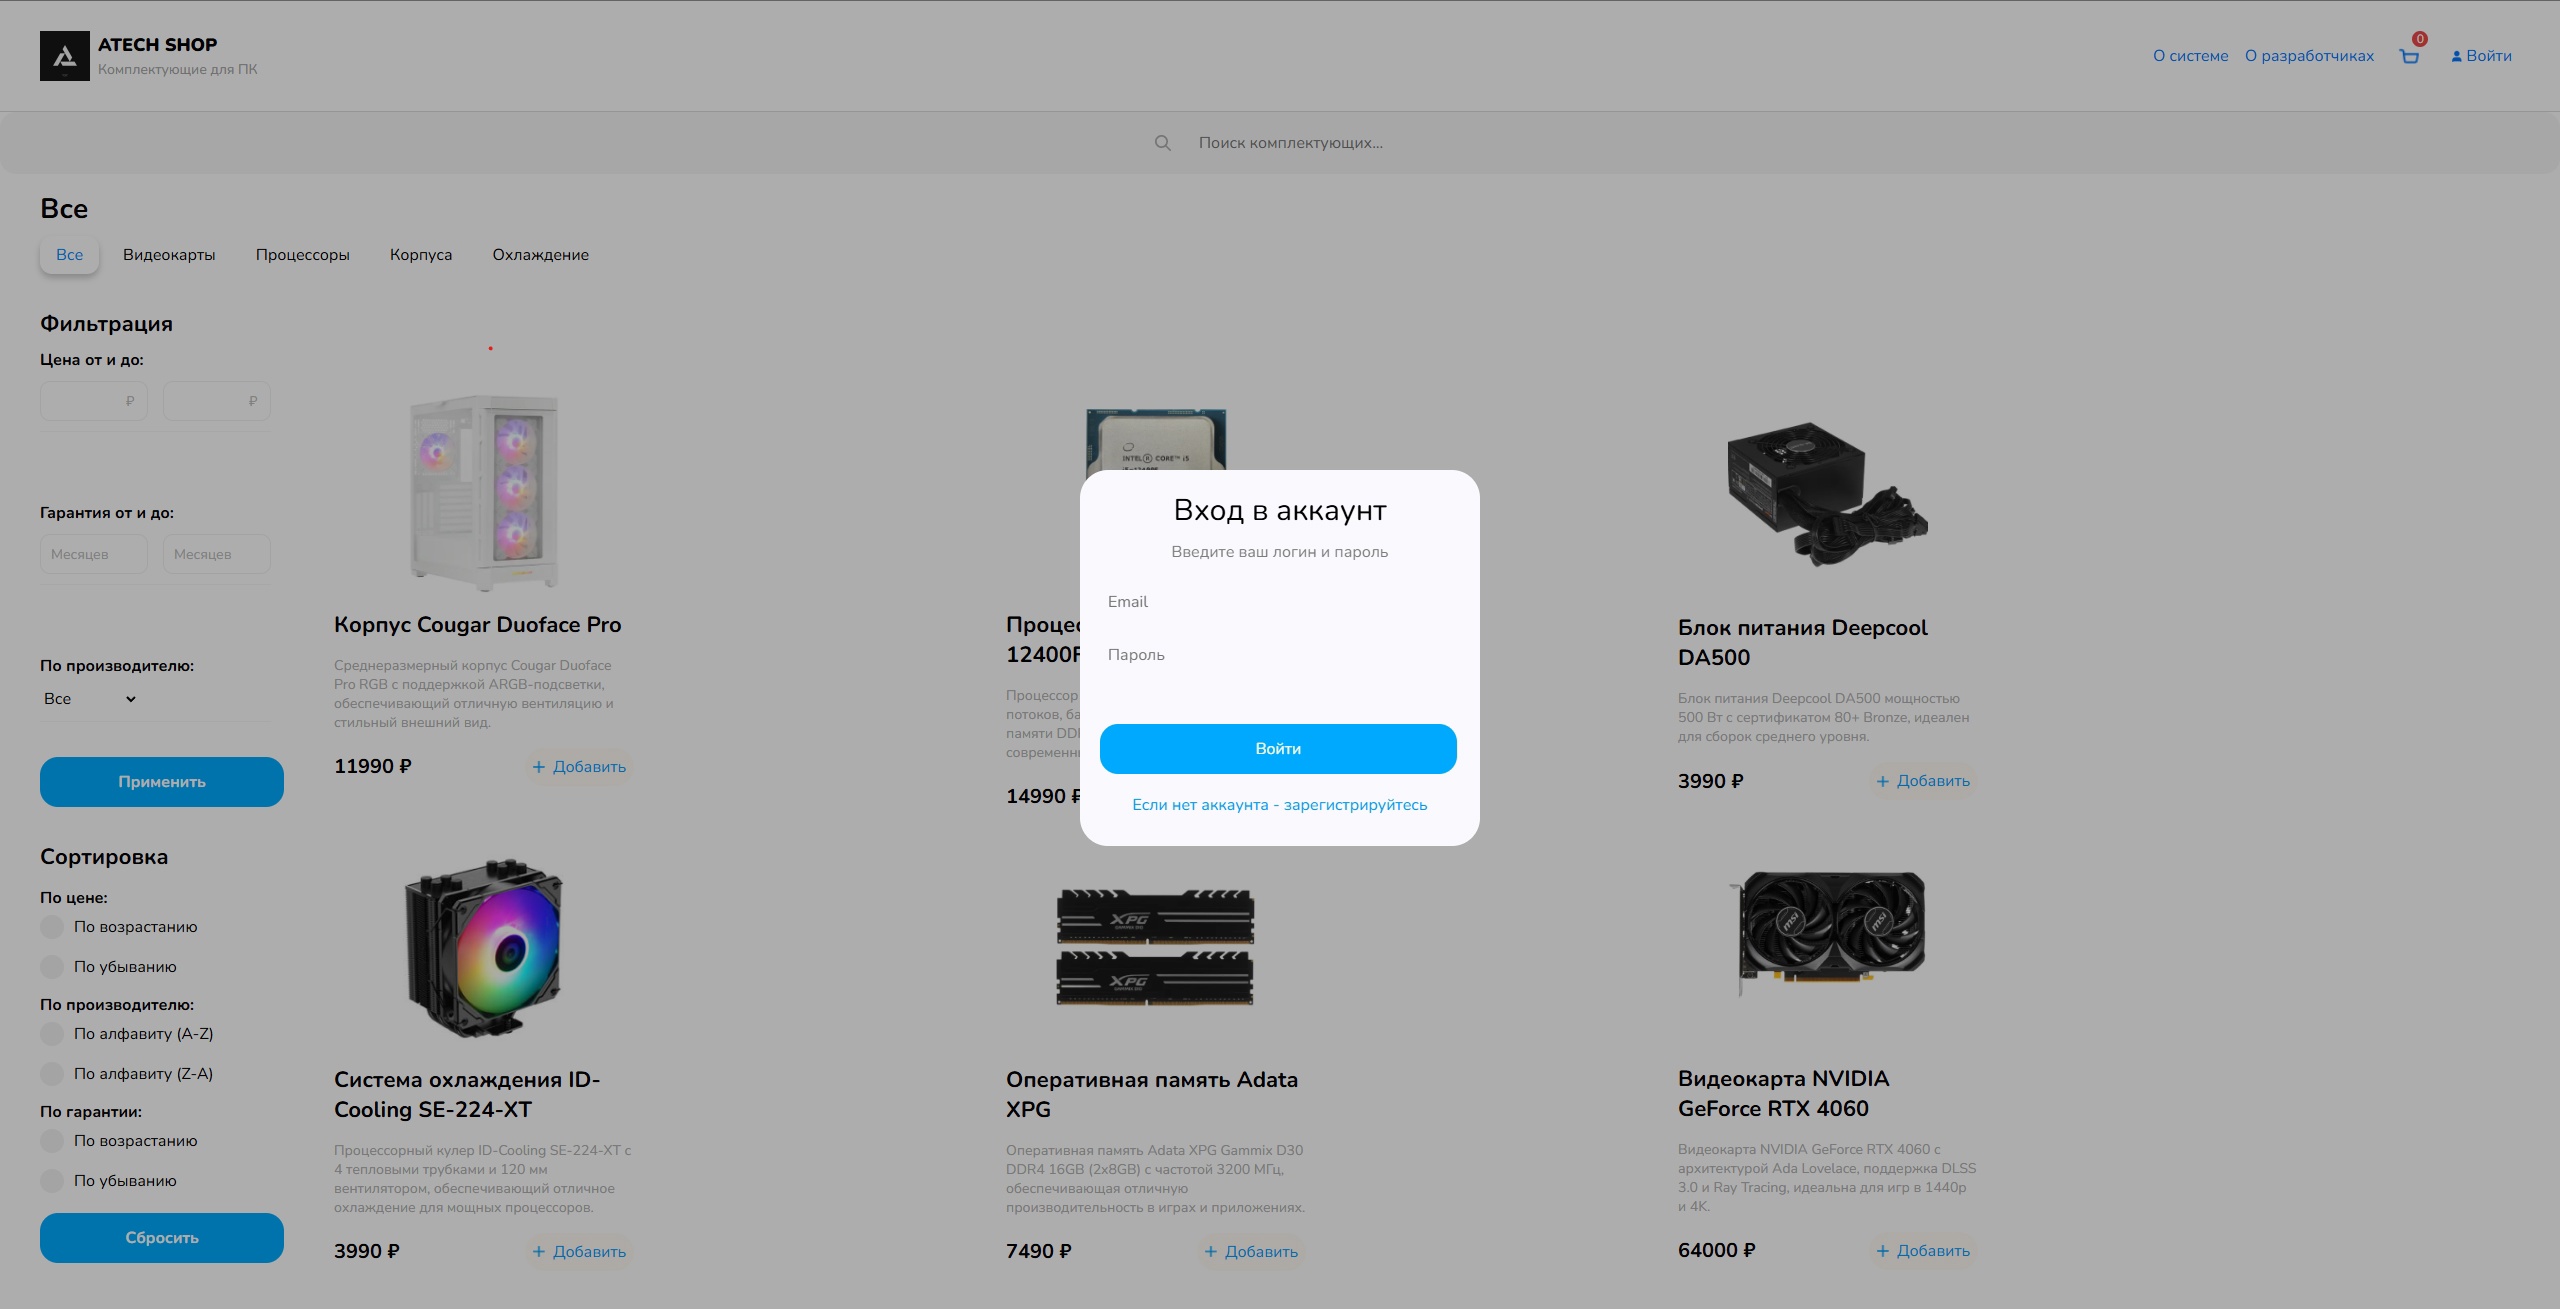 ATECH SHOP
Комплектующие для ПК
О системе
О разработчиках
0
Войти
Поиск комплектующих...
Все
Все
Видеокарты
Процессоры
Корпуса
Охлаждение
Фильтрация
Цена от и до:
₽
₽
Гарантия от и до:
Месяцев
Месяцев
По производителю:
Все
Применить
Сортировка
По цене:
По возрастанию
По убыванию
По производителю:
По алфавиту (A-Z)
По алфавиту (Z-A)
По гарантии:
По возрастанию
По убыванию
Сбросить
Корпус Cougar Duoface Pro
Среднеразмерный корпус Cougar Duoface
Pro RGB с поддержкой ARGB-подсветки,
обеспечивающий отличную вентиляцию и
стильный внешний вид.
11990 ₽
+ Добавить
INTEL® CORE™ i5
12400F
Процессор
потоков,
памяти
14990 ₽
Вход в аккаунт
Введите ваш логин и пароль
Email
Пароль
Войти
Если нет аккаунта - зарегистрируйтесь
Блок питания Deepcool
DA500
Блок питания Deepcool DA500 мощностью
500 Вт с сертификатом 80+ Bronze, идеален
для сборок среднего уровня.
3990 ₽
+ Добавить
Система охлаждения ID-
Cooling SE-224-XT
Процессорный кулер ID-Cooling SE-224-XT с
4 тепловыми трубками и 120 мм
вентилятором, обеспечивающий отличное
охлаждение для мощных процессоров.
3990 ₽
+ Добавить
XPG
XPG
Оперативная память Adata
XPG
Оперативная память Adata XPG Gammix D30
DDR4 16GB (2x8GB) с частотой 3200 МГц,
обеспечивающая отличную
производительность в играх и приложениях.
7490 ₽
+ Добавить
msi
msi
Видеокарта NVIDIA
GeForce RTX 4060
Видеокарта NVIDIA GeForce RTX 4060 с
архитектурой Ada Lovelace, поддержка DLSS
3.0 и Ray Tracing, идеальна для игр в 1440p
и 4K.
64000 ₽
+ Добавить